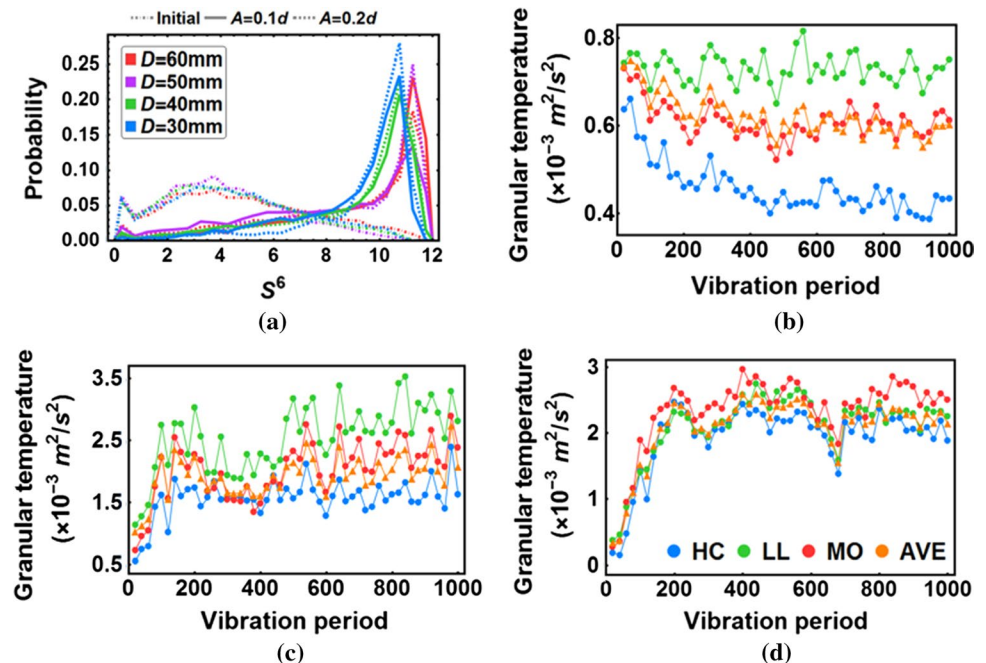 Initial A=0.1d A=0.2d
Probability
0.25
0.20
0.15
0.10
0.05
0.00
D=60mm
D=50mm
D=40mm
D=30mm
0 2 4 6 8 10 12
S⁶
(a)
Granular temperature
(×10⁻³ m²/s²)
0.8
0.6
0.4
0 200 400 600 800 1000
Vibration period
(b)
Granular temperature
(×10⁻³ m²/s²)
3.5
2.5
1.5
0.5
0 200 400 600 800 1000
Vibration period
(c)
Granular temperature
(×10⁻³ m²/s²)
3
2
1
0
HC LL MO AVE
0 200 400 600 800 1000
Vibration period
(d)